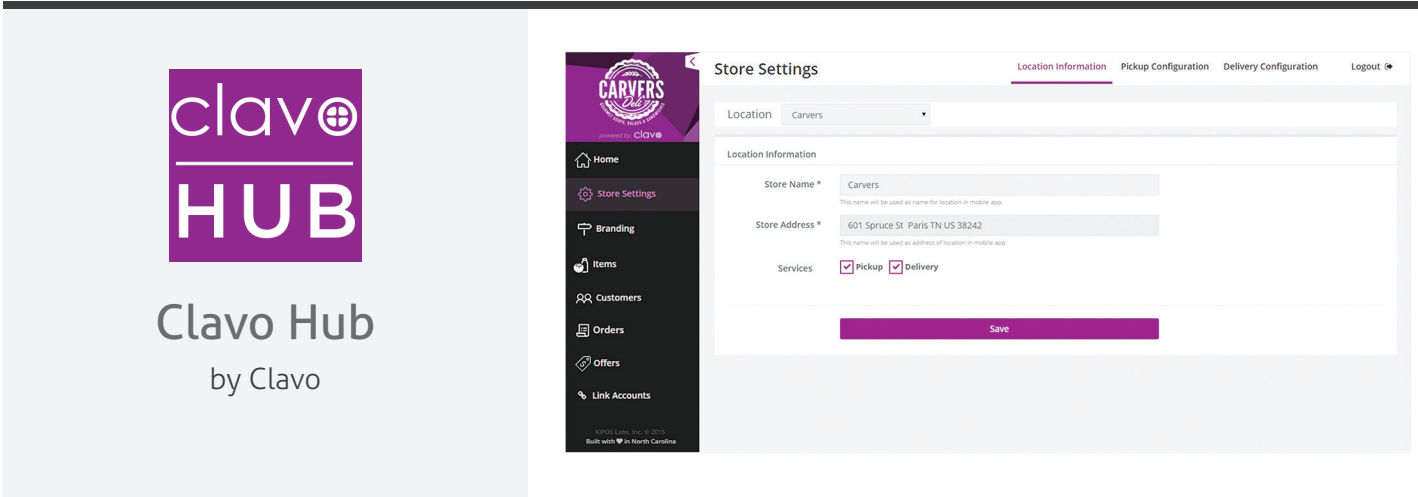 clavo
HUB
Clavo Hub
by Clavo
CARVERS
Deli
powered by: clavo
Home
Store Settings
Branding
Items
Customers
Orders
Offers
Link Accounts
KIPOS Labs, Inc. © 2015
Built with in North Carolina
Store Settings
Location Information Pickup Configuration Delivery Configuration Logout
Location Carvers
Location Information
Store Name * Carvers
This name will be used as name for location in mobile app.
Store Address * 601 Spruce St Paris TN US 38242
This name will be used as address of location in mobile app.
Services Pickup Delivery
Save